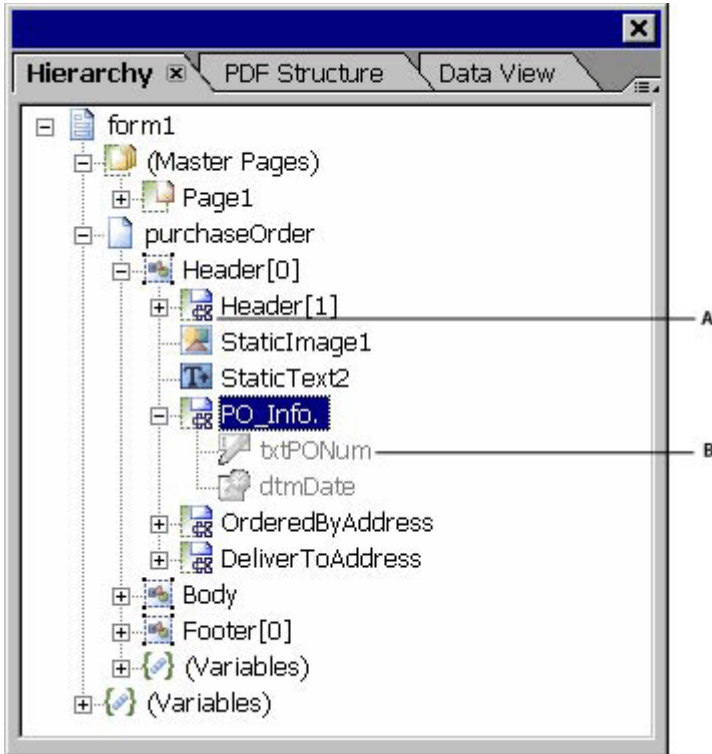 Hierarchy PDF Structure Data View
form1
(Master Pages)
Page1
purchaseOrder
Header[0]
Header[1]
A
StaticImage1
StaticText2
PO_Info.
txtPONum
B
dtmDate
OrderedByAddress
DeliverToAddress
Body
Footer[0]
(Variables)
(Variables)